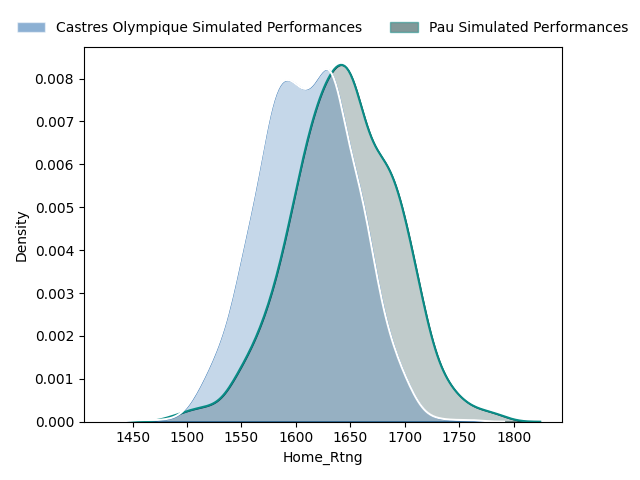 Castres Olympique Simulated Performances
Pau Simulated Performances
0.008
0.007
0.006
0.005
0.004
0.003
0.002
0.001
0.000
Density
1450 1500 1550 1600 1650 1700 1750 1800
Home_Rtng